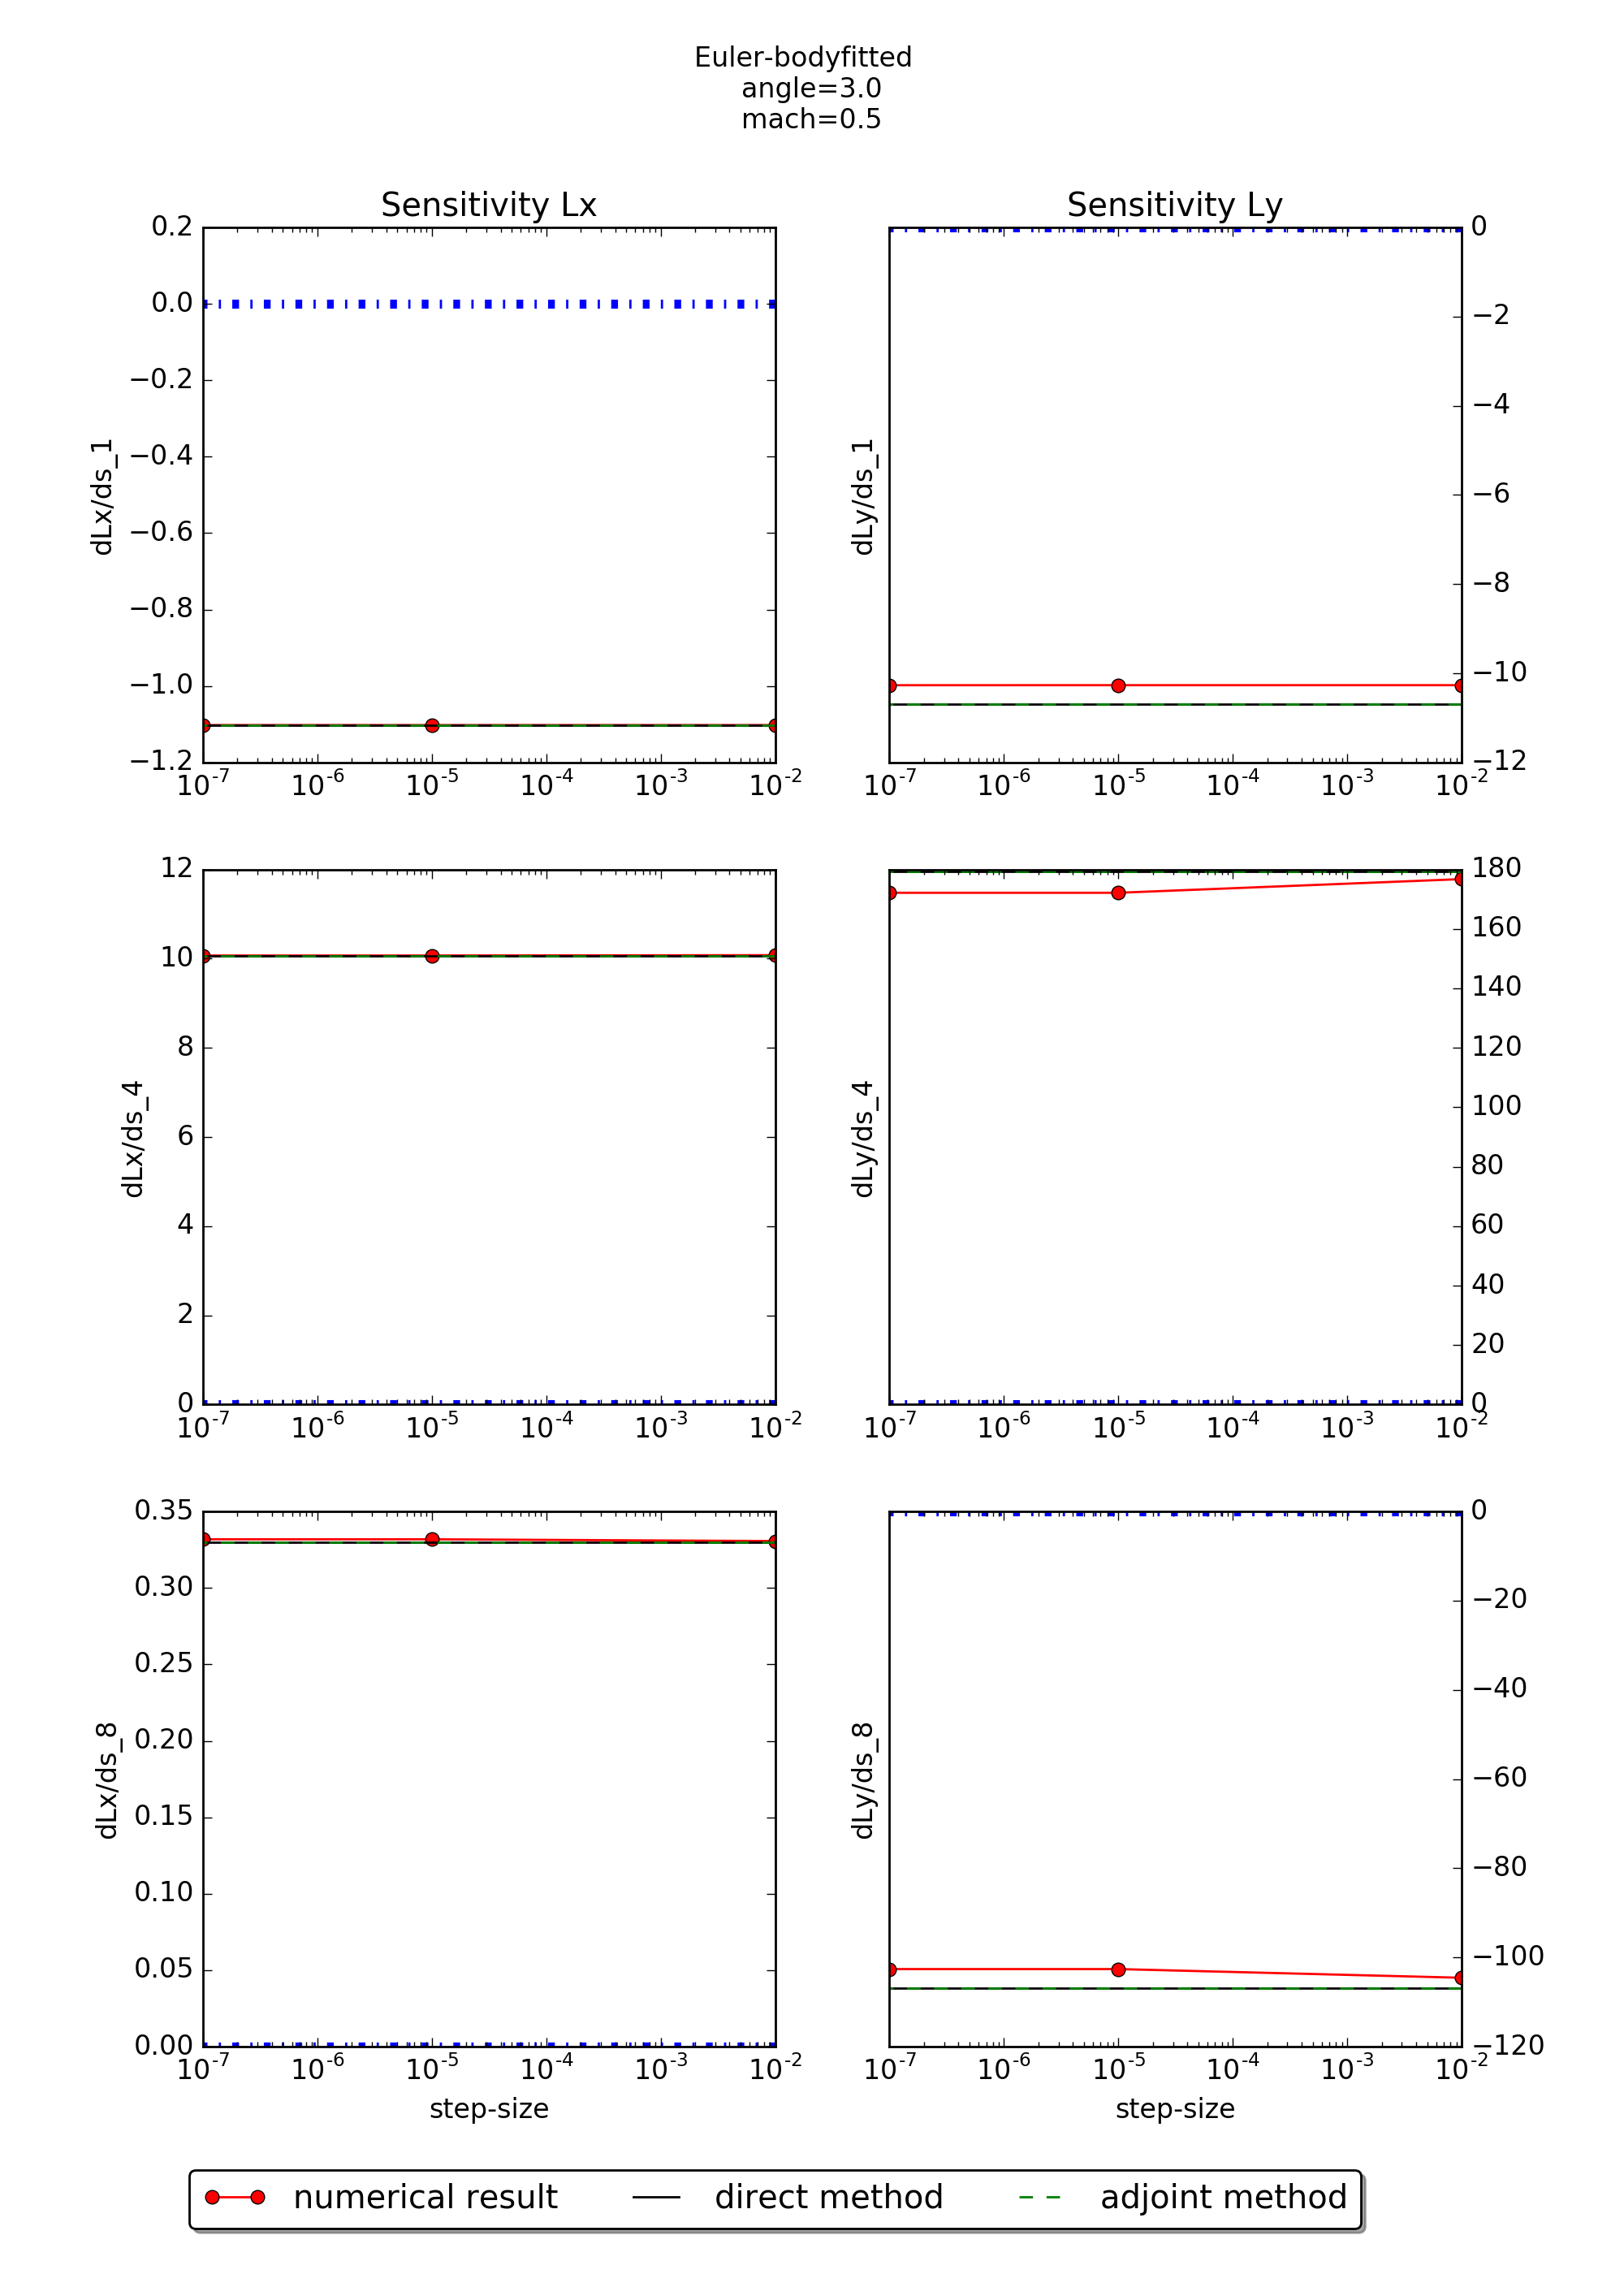 Euler-bodyfitted
angle=3.0
mach=0.5
Sensitivity Lx
0.2
0.0
−0.2
−0.4
−0.6
−0.8
−1.0
−1.2
dLx/ds_1
10-7 10-6 10-5 10-4 10-3 10-2
Sensitivity Ly
0
−2
−4
−6
−8
−10
−12
dLy/ds_1
10-7 10-6 10-5 10-4 10-3 10-2
12
10
8
6
4
2
0
dLx/ds_4
10-7 10-6 10-5 10-4 10-3 10-2
180
160
140
120
100
80
60
40
20
0
dLy/ds_4
10-7 10-6 10-5 10-4 10-3 10-2
0.35
0.30
0.25
0.20
0.15
0.10
0.05
0.00
dLx/ds_8
10-7 10-6 10-5 10-4 10-3 10-2
step-size
0
−20
−40
−60
−80
−100
−120
dLy/ds_8
10-7 10-6 10-5 10-4 10-3 10-2
step-size
numerical result direct method adjoint method